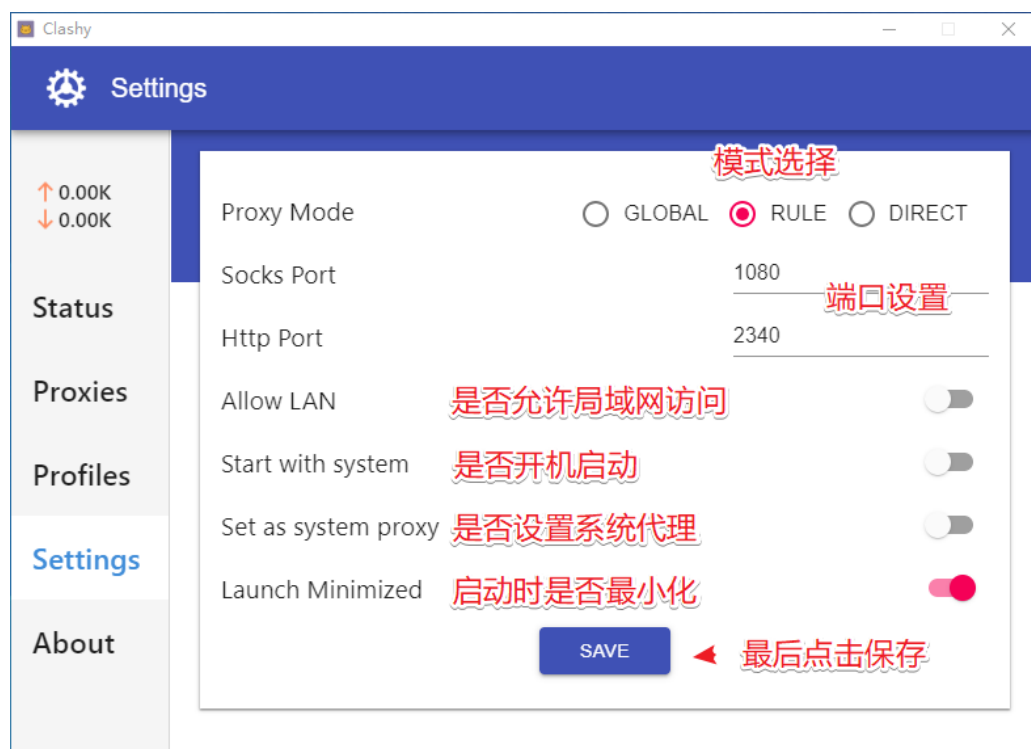 Clashy
Settings
↑ 0.00K
↓ 0.00K
Status
Proxies
Profiles
Settings
About
模式选择
Proxy Mode GLOBAL RULE DIRECT
Socks Port 1080
端口设置
Http Port 2340
Allow LAN 是否允许局域网访问
Start with system 是否开机启动
Set as system proxy 是否设置系统代理
Launch Minimized 启动时是否最小化
SAVE 最后点击保存